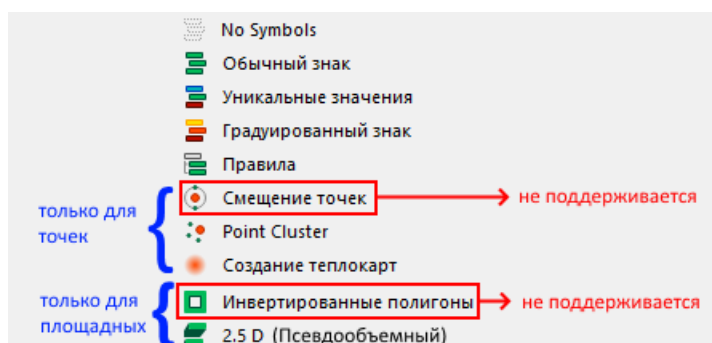 No Symbols
Обычный знак
Уникальные значения
Градуированный знак
Правила
Смещение точек не поддерживается
только для
точек
Point Cluster
Создание теплокарт
только для
площадных
Инвертированные полигоны не поддерживается
2.5 D (Псевдообъемный)